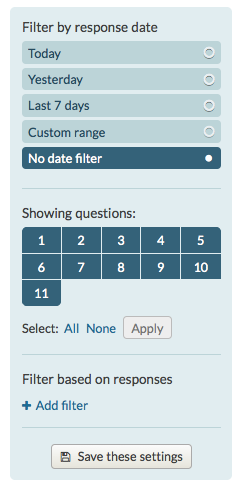 Filter by response date
Today
Yesterday
Last 7 days
Custom range
No date filter
Showing questions:
1 2 3 4 5
6 7 8 9 10
11
Select: All None Apply
Filter based on responses
+ Add filter
Save these settings